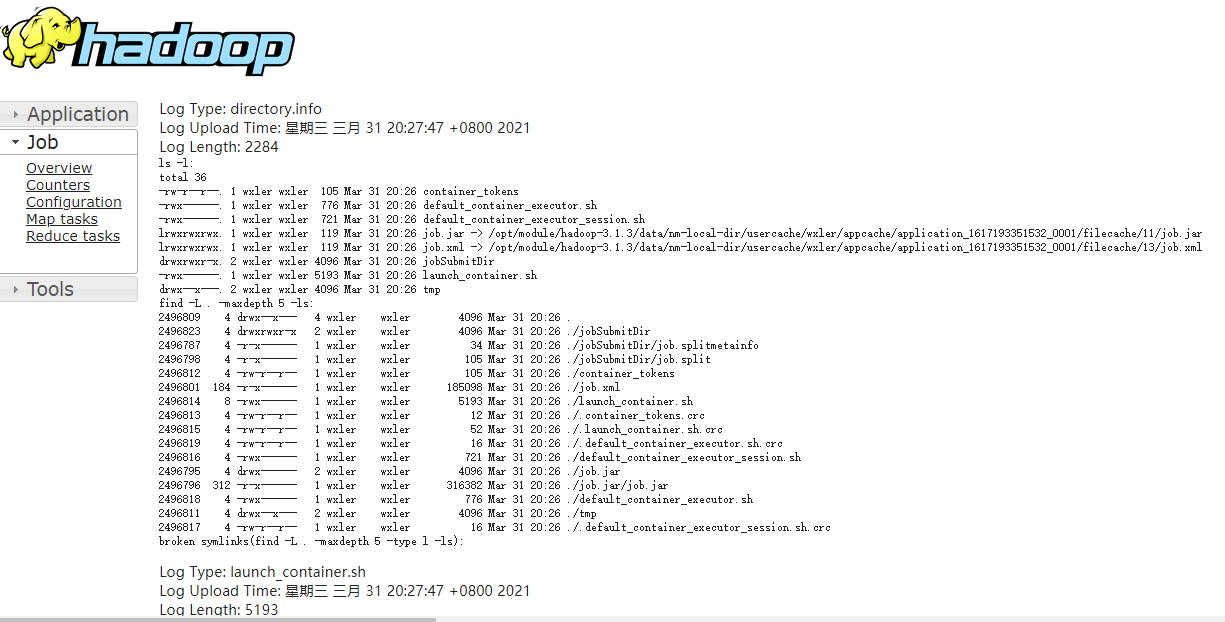 hadoop
Application
Job
Overview
Counters
Configuration
Map tasks
Reduce tasks
Tools
Log Type: directory.info
Log Upload Time: 星期三 三月 31 20:27:47 +0800 2021
Log Length: 2284
ls -l:
total 36
-rw-r--r--. 1 wxler wxler  105 Mar 31 20:26 container_tokens
-rwx------. 1 wxler wxler  776 Mar 31 20:26 default_container_executor.sh
-rwx------. 1 wxler wxler  721 Mar 31 20:26 default_container_executor_session.sh
lrwxrwxrwx. 1 wxler wxler  119 Mar 31 20:26 job.jar -> /opt/module/hadoop-3.1.3/data/nm-local-dir/usercache/wxler/appcache/application_1617193351532_0001/filecache/11/job.jar
lrwxrwxrwx. 1 wxler wxler  119 Mar 31 20:26 job.xml -> /opt/module/hadoop-3.1.3/data/nm-local-dir/usercache/wxler/appcache/application_1617193351532_0001/filecache/13/job.xml
drwxrwxr-x. 2 wxler wxler 4096 Mar 31 20:26 jobSubmitDir
-rwx------. 1 wxler wxler 5193 Mar 31 20:26 launch_container.sh
drwx--x---. 2 wxler wxler 4096 Mar 31 20:26 tmp
find -L . -maxdepth 5 -ls:
2496809    4 drwx--x---   4 wxler    wxler        4096 Mar 31 20:26 .
2496823    4 drwxrwxr-x   2 wxler    wxler        4096 Mar 31 20:26 ./jobSubmitDir
2496787    4 -r-x------   1 wxler    wxler          34 Mar 31 20:26 ./jobSubmitDir/job.splitmetainfo
2496798    4 -r-x------   1 wxler    wxler         105 Mar 31 20:26 ./jobSubmitDir/job.split
2496812    4 -rw-r--r--   1 wxler    wxler         105 Mar 31 20:26 ./container_tokens
2496801  184 -r-x------   1 wxler    wxler      185098 Mar 31 20:26 ./job.xml
2496814    8 -rwx------   1 wxler    wxler        5193 Mar 31 20:26 ./launch_container.sh
2496813    4 -rw-r--r--   1 wxler    wxler          12 Mar 31 20:26 ./.container_tokens.crc
2496815    4 -rw-r--r--   1 wxler    wxler          52 Mar 31 20:26 ./.launch_container.sh.crc
2496819    4 -rw-r--r--   1 wxler    wxler          16 Mar 31 20:26 ./.default_container_executor.sh.crc
2496816    4 -rwx------   1 wxler    wxler         721 Mar 31 20:26 ./default_container_executor_session.sh
2496795    4 drwx------   2 wxler    wxler        4096 Mar 31 20:26 ./job.jar
2496796  312 -r-x------   1 wxler    wxler      316382 Mar 31 20:26 ./job.jar/job.jar
2496818    4 -rwx------   1 wxler    wxler         776 Mar 31 20:26 ./default_container_executor.sh
2496811    4 drwx--x---   2 wxler    wxler        4096 Mar 31 20:26 ./tmp
2496817    4 -rw-r--r--   1 wxler    wxler          16 Mar 31 20:26 ./.default_container_executor_session.sh.crc
broken symlinks(find -L . -maxdepth 5 -type l -ls):
Log Type: launch_container.sh
Log Upload Time: 星期三 三月 31 20:27:47 +0800 2021
Log Length: 5193